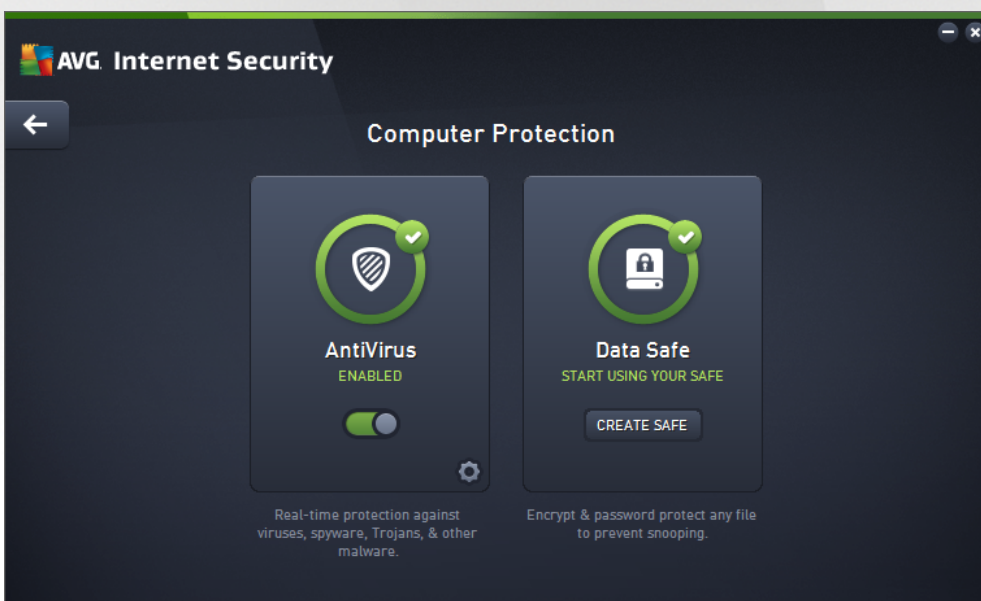 AVG. Internet Security
Computer Protection
AntiVirus
ENABLED
Real-time protection against
viruses, spyware, Trojans, & other
malware.
Data Safe
START USING YOUR SAFE
CREATE SAFE
Encrypt & password protect any file
to prevent snooping.